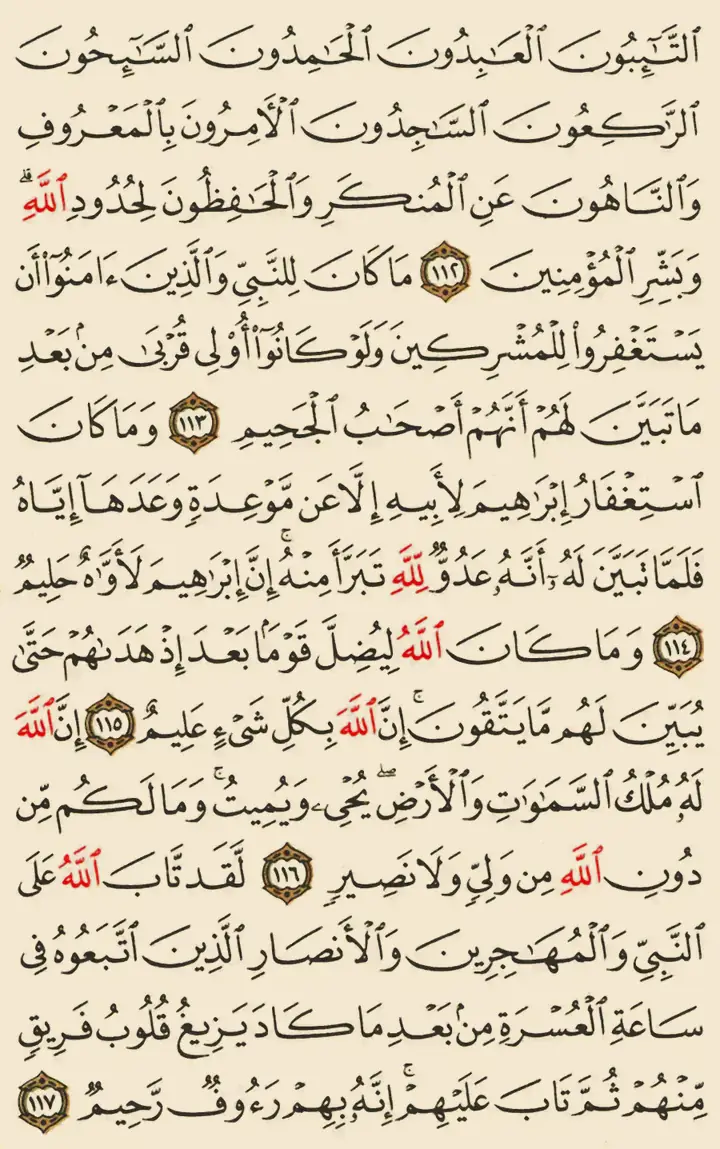 ٱلتَّـٰٓئِبُونَ ٱلْعَـٰبِدُونَ ٱلْحَـٰمِدُونَ ٱلسَّـٰٓئِحُونَ
ٱلرَّٰكِعُونَ ٱلسَّـٰجِدُونَ ٱلْـَٔامِرُونَ بِٱلْمَعْرُوفِ
وَٱلنَّاهُونَ عَنِ ٱلْمُنكَرِ وَٱلْحَـٰفِظُونَ لِحُدُودِ ٱللَّهِ ۗ
وَبَشِّرِ ٱلْمُؤْمِنِينَ ١١٢ مَا كَانَ لِلنَّبِىِّ وَٱلَّذِينَ ءَامَنُوٓا۟ أَن
يَسْتَغْفِرُوا۟ لِلْمُشْرِكِينَ وَلَوْ كَانُوٓا۟ أُو۟لِى قُرْبَىٰ مِنۢ بَعْدِ
مَا تَبَيَّنَ لَهُمْ أَنَّهُمْ أَصْحَـٰبُ ٱلْجَحِيمِ ١١٣ وَمَا كَانَ
ٱسْتِغْفَارُ إِبْرَٰهِيمَ لِأَبِيهِ إِلَّا عَن مَّوْعِدَةٍ وَعَدَهَآ إِيَّاهُ
فَلَمَّا تَبَيَّنَ لَهُۥٓ أَنَّهُۥ عَدُوٌّ لِّلَّهِ تَبَرَّأَ مِنْهُ ۚ إِنَّ إِبْرَٰهِيمَ لَأَوَّٰهٌ حَلِيمٌ
١١٤ وَمَا كَانَ ٱللَّهُ لِيُضِلَّ قَوْمًۢا بَعْدَ إِذْ هَدَىٰهُمْ حَتَّىٰ
يُبَيِّنَ لَهُم مَّا يَتَّقُونَ ۚ إِنَّ ٱللَّهَ بِكُلِّ شَىْءٍ عَلِيمٌ ١١٥ إِنَّ ٱللَّهَ
لَهُۥ مُلْكُ ٱلسَّمَـٰوَٰتِ وَٱلْأَرْضِ ۖ يُحْىِۦ وَيُمِيتُ ۚ وَمَا لَكُم مِّن
دُونِ ٱللَّهِ مِن وَلِىٍّ وَلَا نَصِيرٍ ١١٦ لَّقَد تَّابَ ٱللَّهُ عَلَى
ٱلنَّبِىِّ وَٱلْمُهَـٰجِرِينَ وَٱلْأَنصَارِ ٱلَّذِينَ ٱتَّبَعُوهُ فِى
سَاعَةِ ٱلْعُسْرَةِ مِنۢ بَعْدِ مَا كَادَ يَزِيغُ قُلُوبُ فَرِيقٍ
مِّنْهُمْ ثُمَّ تَابَ عَلَيْهِمْ ۚ إِنَّهُۥ بِهِمْ رَءُوفٌ رَّحِيمٌ ١١٧